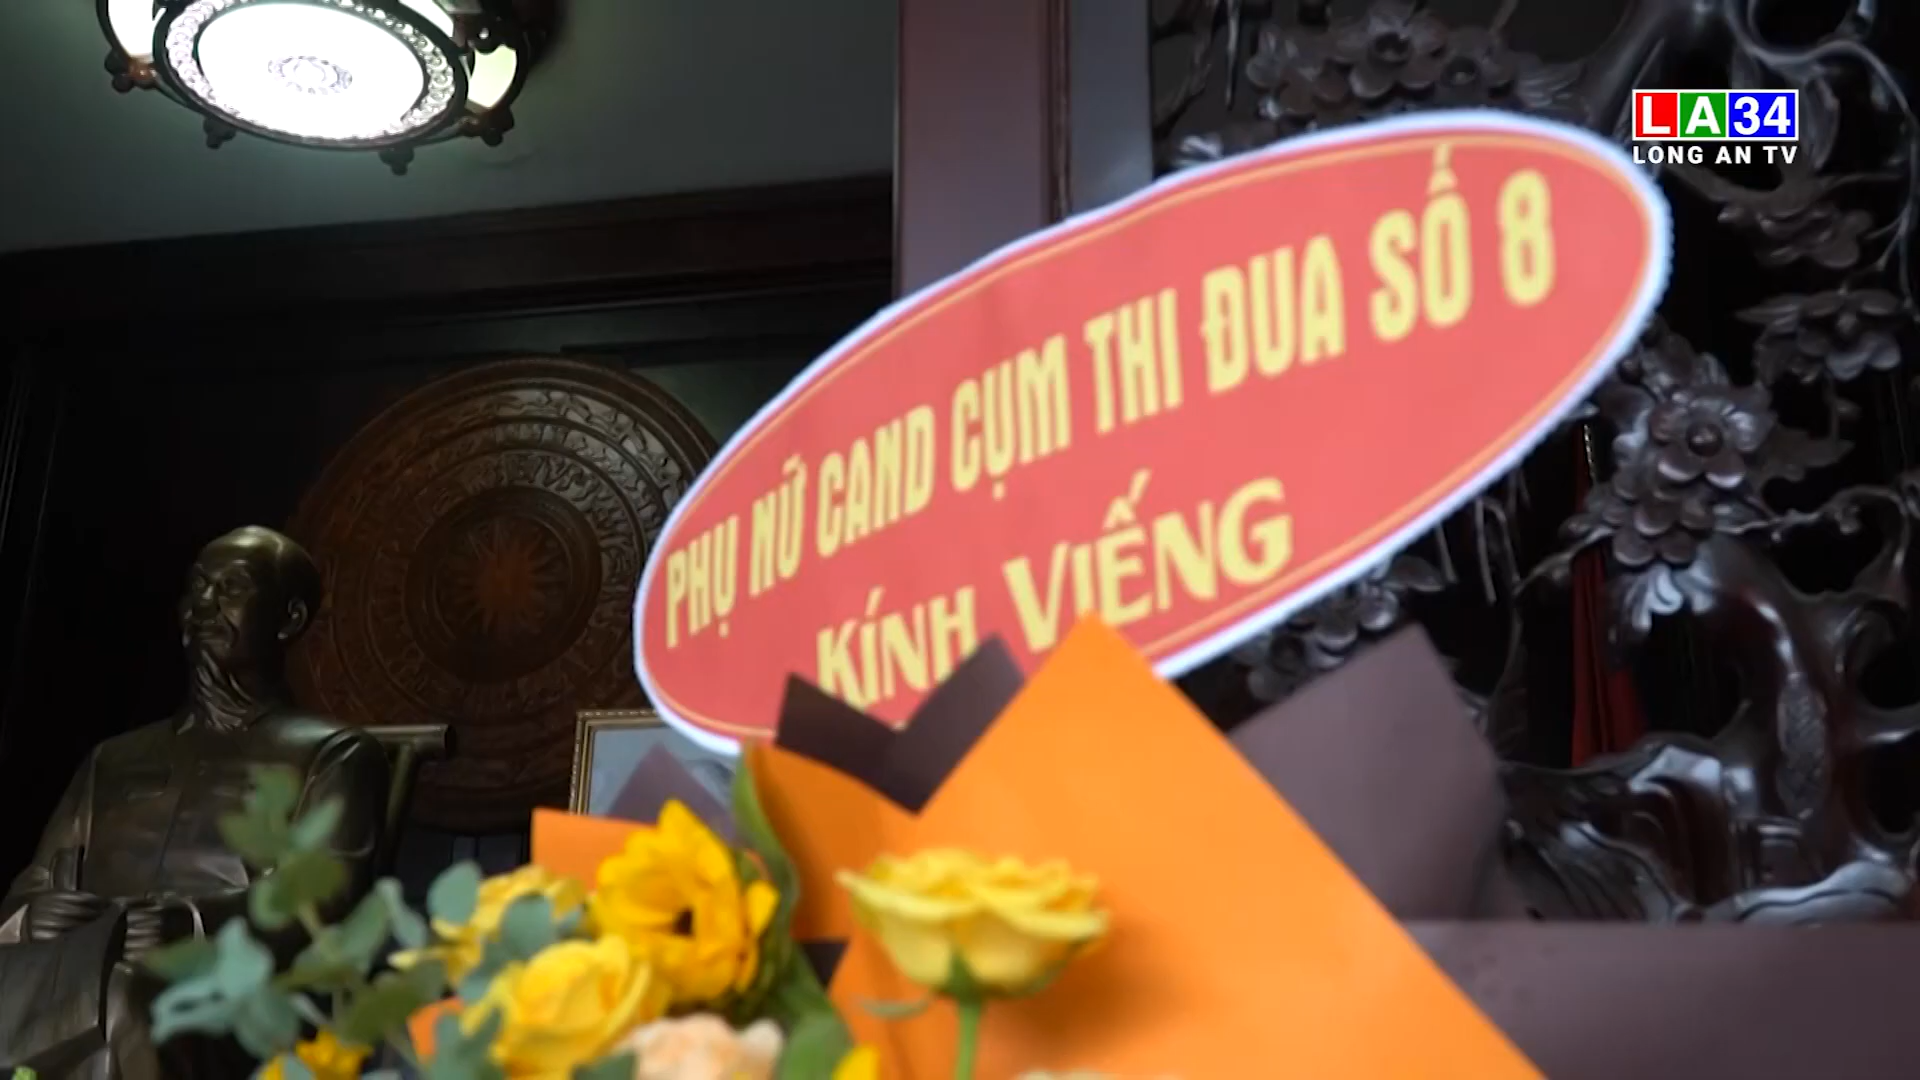 LA34
LONG AN TV
PHỤ NỮ CAND CỤM THI ĐUA SỐ 8
KÍNH VIẾNG